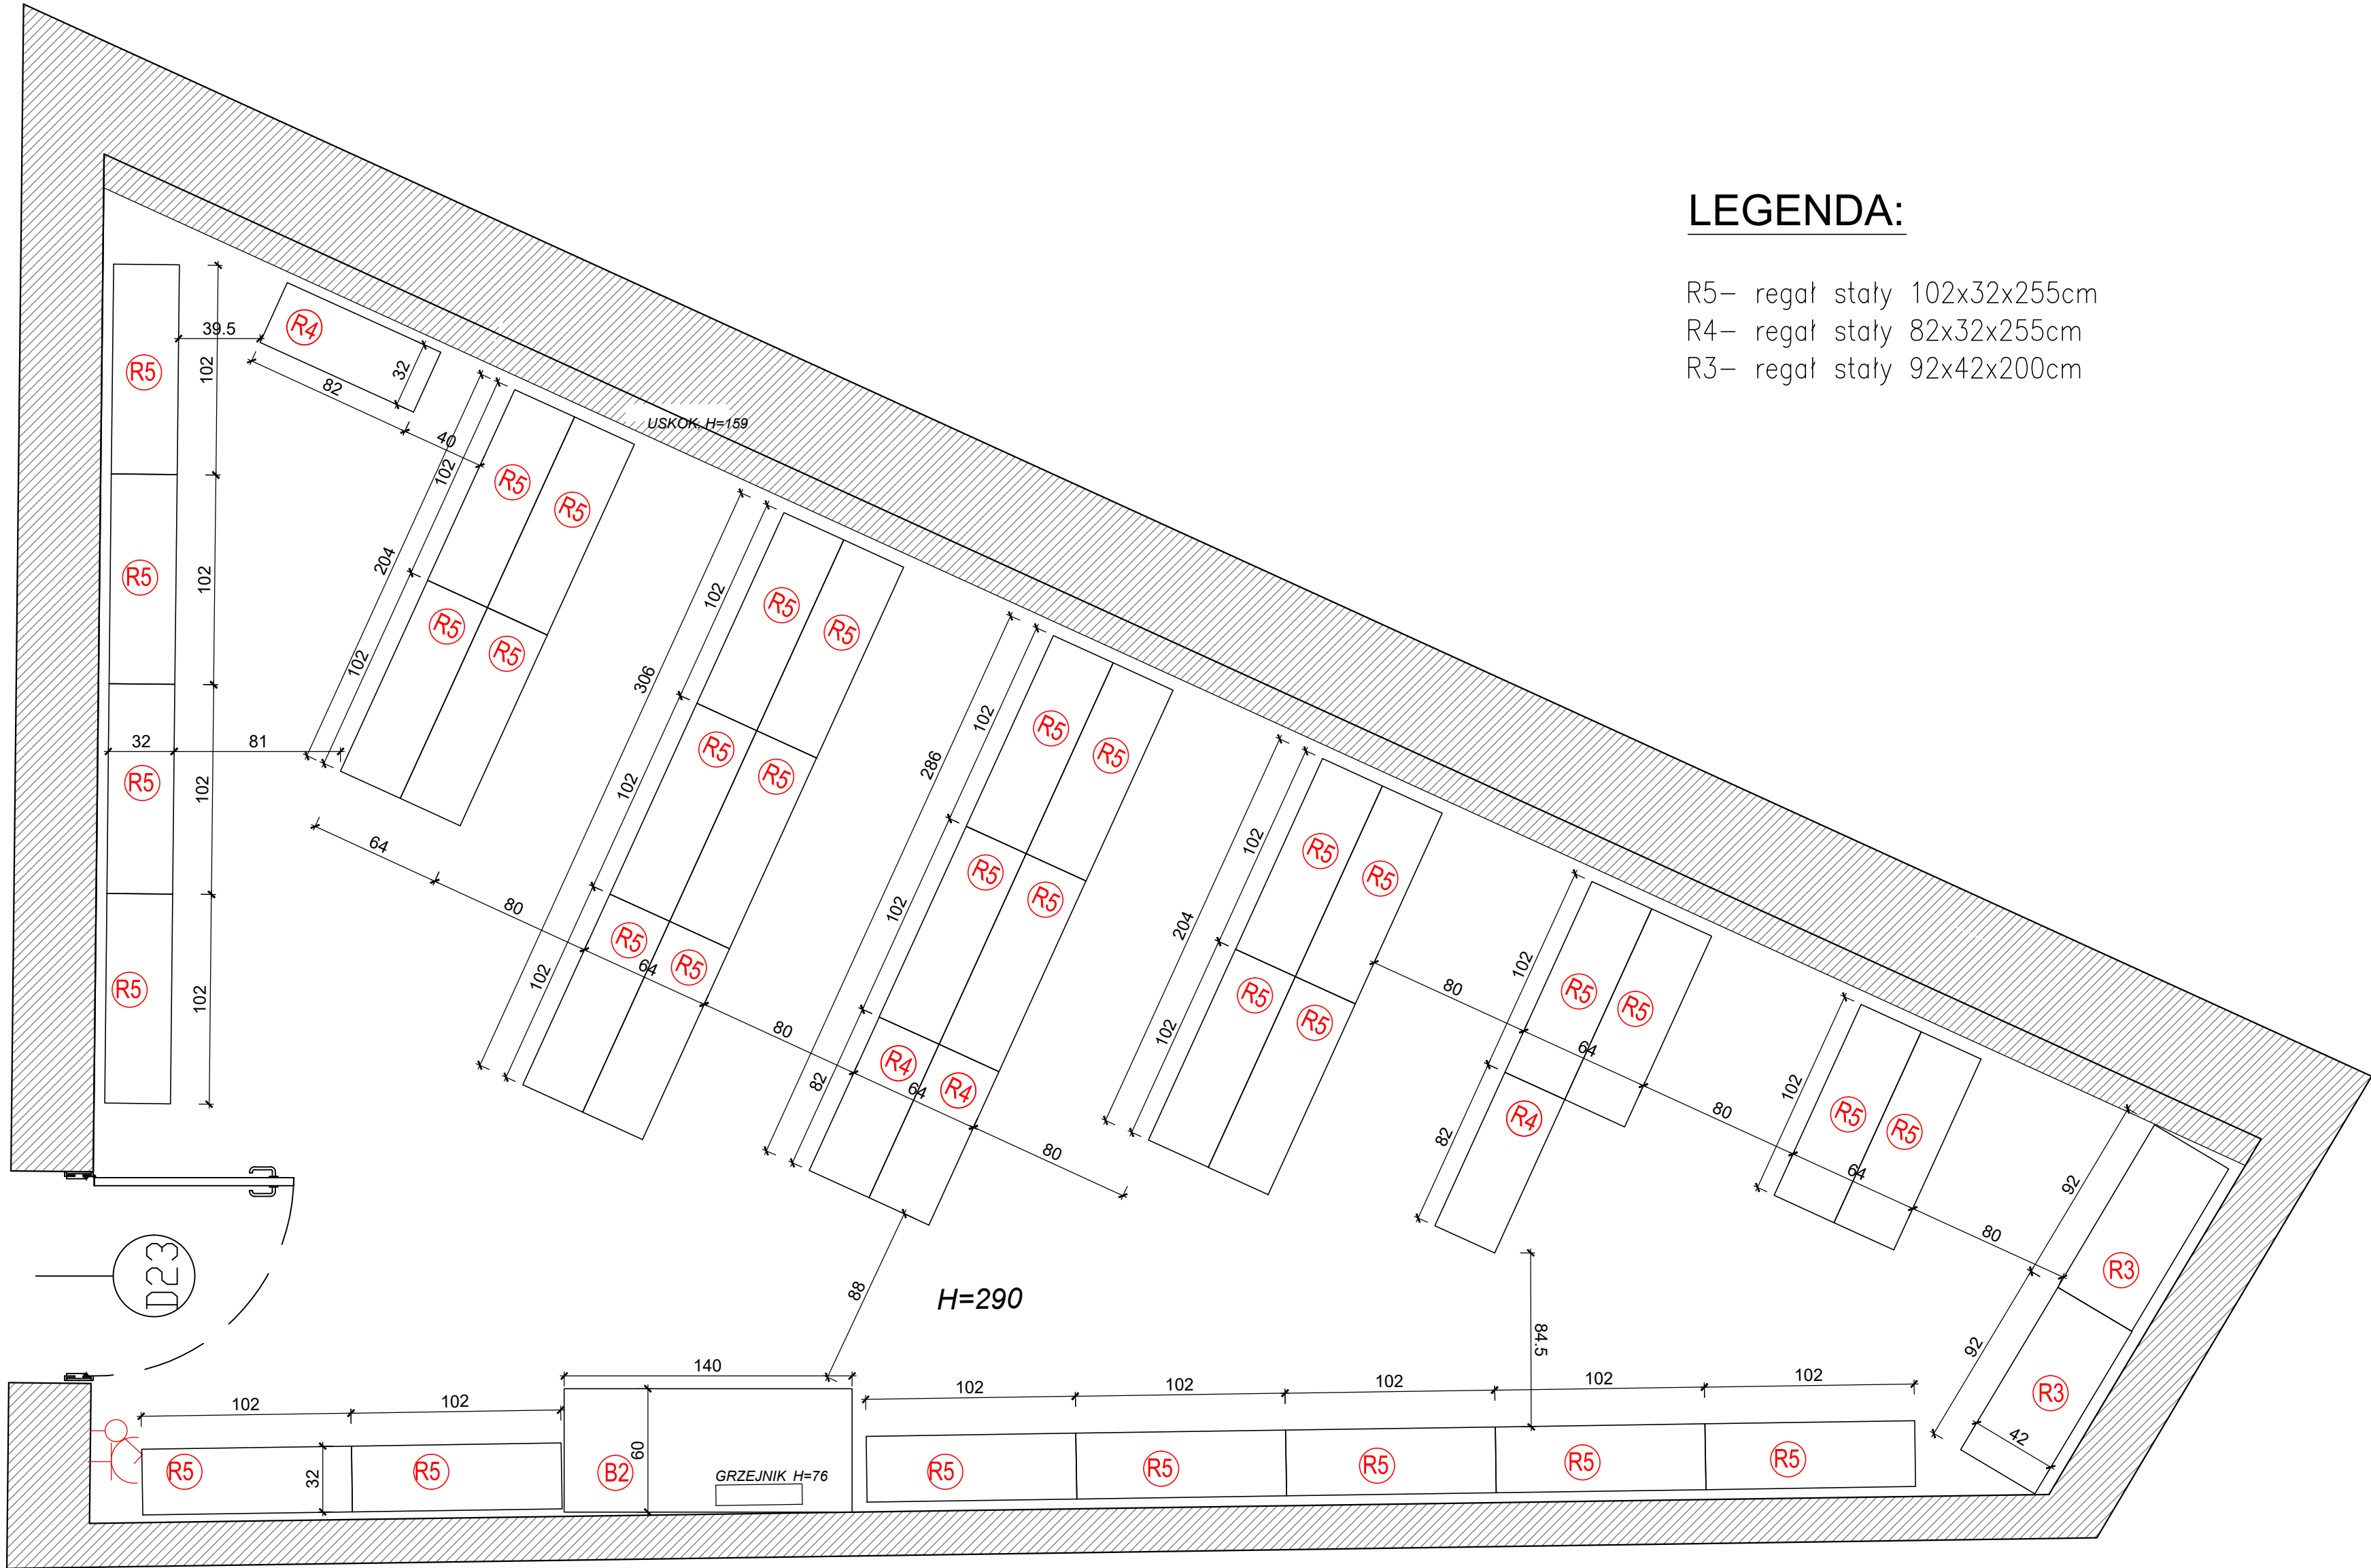 LEGENDA:
R5- regał stały 102x32x255cm
R4- regał stały 82x32x255cm
R3- regał stały 92x42x200cm
39.5
R4
R5
102
32
82
40
USKOK, H=159
102
R5
R5
204
R5
102
R5
R5
102
102
R5
R5
306
R5
R5
102
R5
R5
102
64
80
64
102
R5
R5
286
R5
R5
102
R4
R4
82
80
64
80
102
R5
R5
204
R5
R5
102
80
102
R5
R5
64
R4
82
80
102
R5
R5
64
80
92
R3
92
R3
42
32
81
R5
102
R5
102
D23
88
H=290
84.5
140
102
102
R5
32
R5
B2
60
GRZEJNIK H=76
102
102
102
102
102
R5
R5
R5
R5
R5